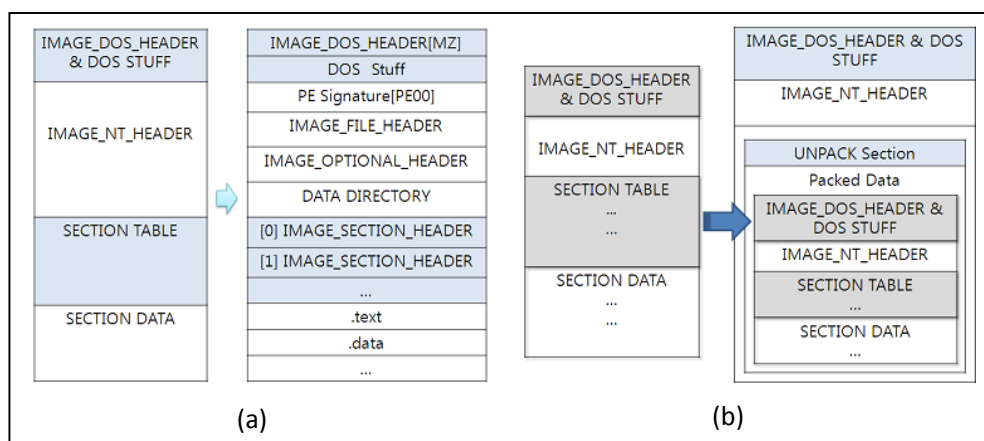 IMAGE_DOS_HEADER
& DOS STUFF
IMAGE_NT_HEADER
SECTION TABLE
SECTION DATA
IMAGE_DOS_HEADER[MZ]
DOS Stuff
PE Signature[PE00]
IMAGE_FILE_HEADER
IMAGE_OPTIONAL_HEADER
DATA DIRECTORY
[0] IMAGE_SECTION_HEADER
[1] IMAGE_SECTION_HEADER
...
.text
.data
...
(a)
IMAGE_DOS_HEADER
& DOS STUFF
IMAGE_NT_HEADER
SECTION TABLE
...
...
SECTION DATA
...
...
IMAGE_DOS_HEADER & DOS
STUFF
IMAGE_NT_HEADER
UNPACK Section
Packed Data
IMAGE_DOS_HEADER &
DOS STUFF
IMAGE_NT_HEADER
SECTION TABLE
...
SECTION DATA
...
(b)